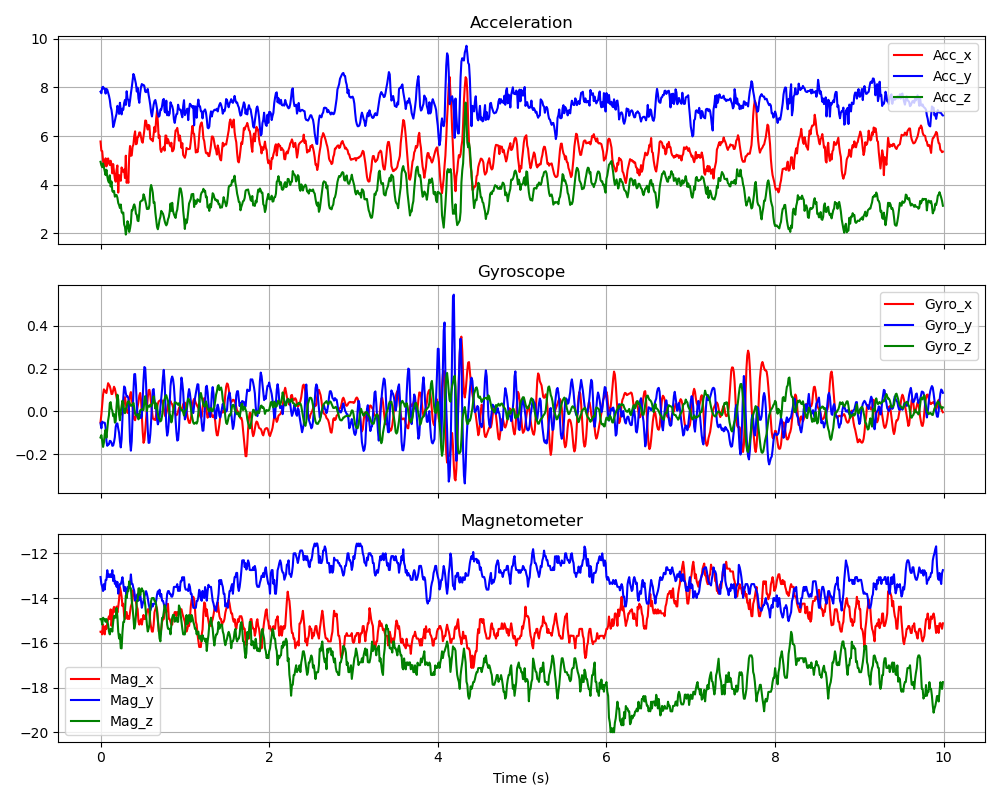 Acceleration
10
8
6
4
2
Acc_x
Acc_y
Acc_z
Gyroscope
0.4
0.2
0.0
−0.2
Gyro_x
Gyro_y
Gyro_z
Magnetometer
−12
−14
−16
−18
−20
Mag_x
Mag_y
Mag_z
0 2 4 6 8 10
Time (s)